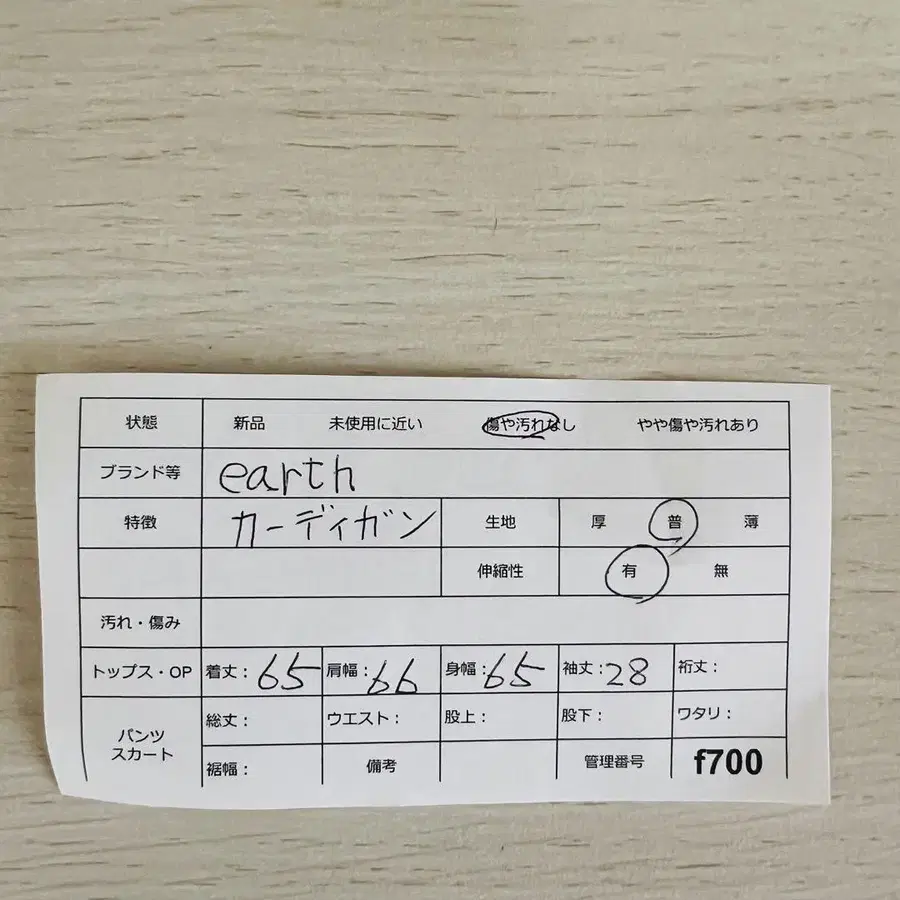 状態 新品 未使用に近い 傷や汚れなし やや傷や汚れあり
ブランド等 earth
特徴 カーディガン 生地 厚 普 薄
伸縮性 有 無
汚れ・傷み
トップス・OP 着丈：65 肩幅：66 身幅：65 袖丈：28 裄丈：
パンツ スカート 総丈： ウエスト： 股上： 股下： ワタリ：
裾幅： 備考 管理番号 f700